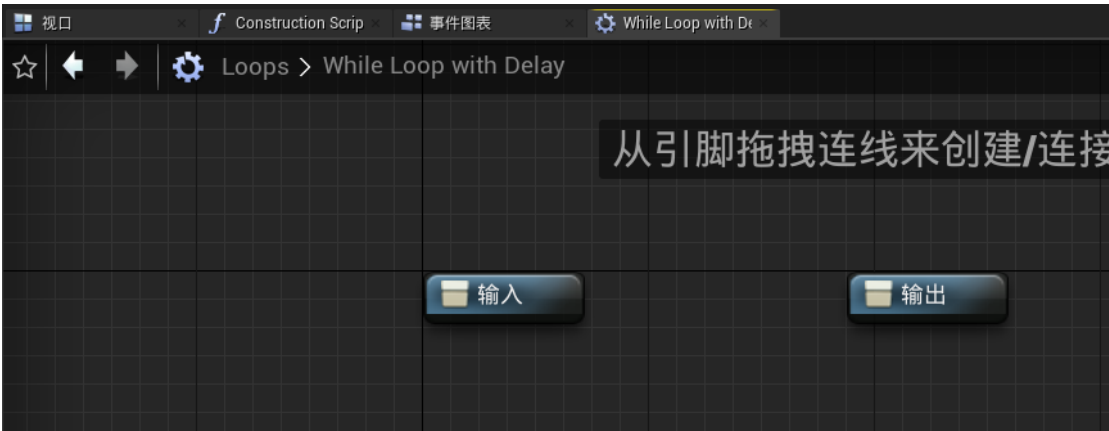 视口
Construction Scrip
事件图表
While Loop with De
Loops > While Loop with Delay
从引脚拖拽连线来创建/连接
输入
输出